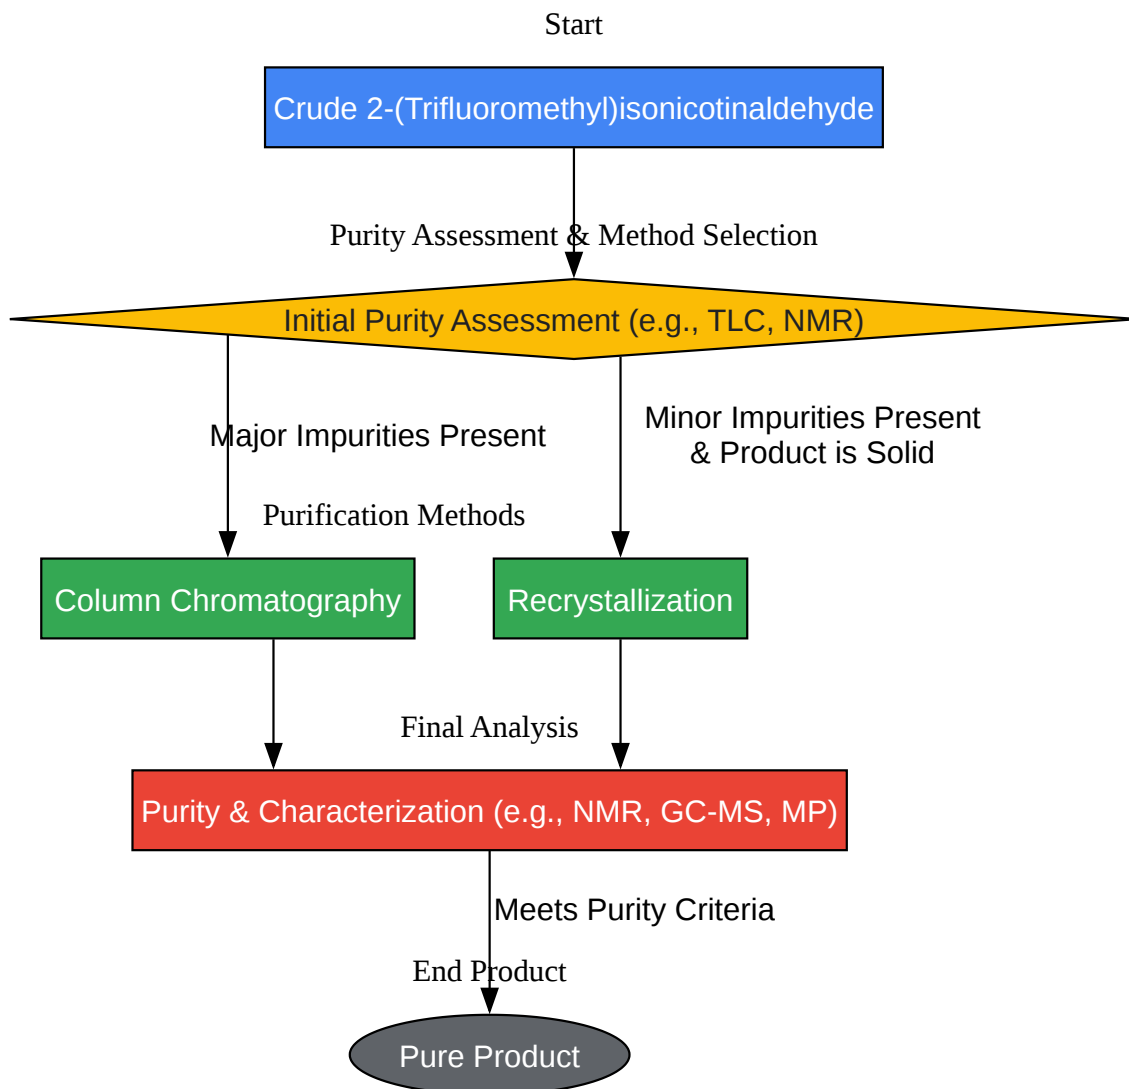 Start
Crude 2-(Trifluoromethyl)isonicotinaldehyde
Purity Assessment & Method Selection
Initial Purity Assessment (e.g., TLC, NMR)
Major Impurities Present
Minor Impurities Present
& Product is Solid
Purification Methods
Column Chromatography
Recrystallization
Final Analysis
Purity & Characterization (e.g., NMR, GC-MS, MP)
Meets Purity Criteria
End Product
Pure Product